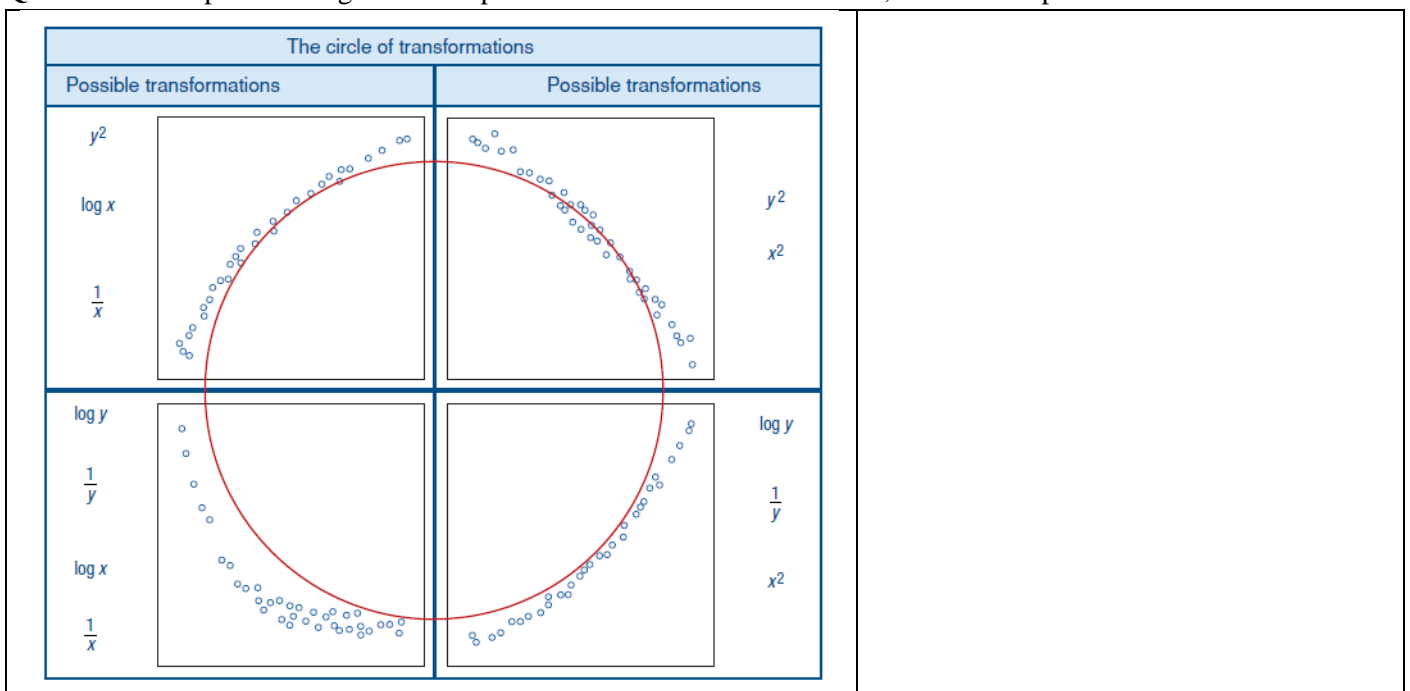 The circle of transformations
Possible transformations
Possible transformations
y2
log x
1
x
y2
x2
log y
1
y
log x
1
x
log y
1
y
x2